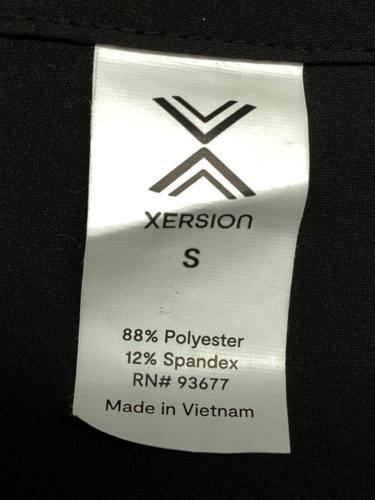 XERSION
S
88% Polyester
12% Spandex
RN# 93677
Made in Vietnam